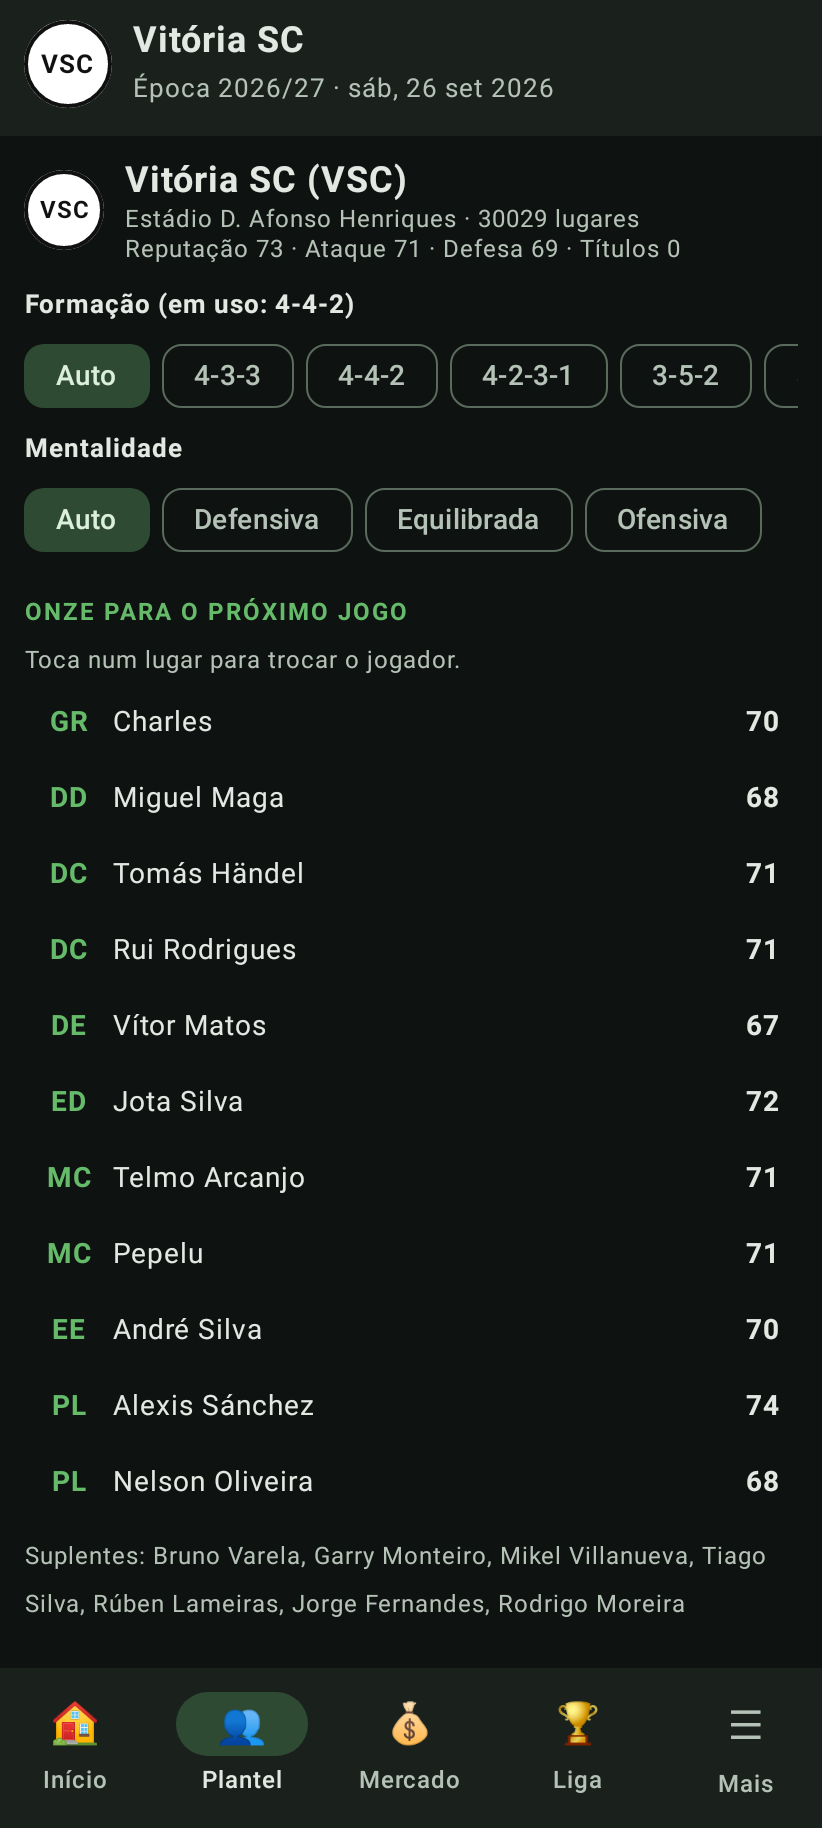 VSC
Vitória SC
Época 2026/27 · sáb, 26 set 2026
VSC
Vitória SC (VSC)
Estádio D. Afonso Henriques · 30029 lugares
Reputação 73 · Ataque 71 · Defesa 69 · Títulos 0
Formação (em uso: 4-4-2)
Auto 4-3-3 4-4-2 4-2-3-1 3-5-2
Mentalidade
Auto Defensiva Equilibrada Ofensiva
ONZE PARA O PRÓXIMO JOGO
Toca num lugar para trocar o jogador.
GR Charles 70
DD Miguel Maga 68
DC Tomás Händel 71
DC Rui Rodrigues 71
DE Vítor Matos 67
ED Jota Silva 72
MC Telmo Arcanjo 71
MC Pepelu 71
EE André Silva 70
PL Alexis Sánchez 74
PL Nelson Oliveira 68
Suplentes: Bruno Varela, Garry Monteiro, Mikel Villanueva, Tiago
Silva, Rúben Lameiras, Jorge Fernandes, Rodrigo Moreira
Início Plantel Mercado Liga Mais